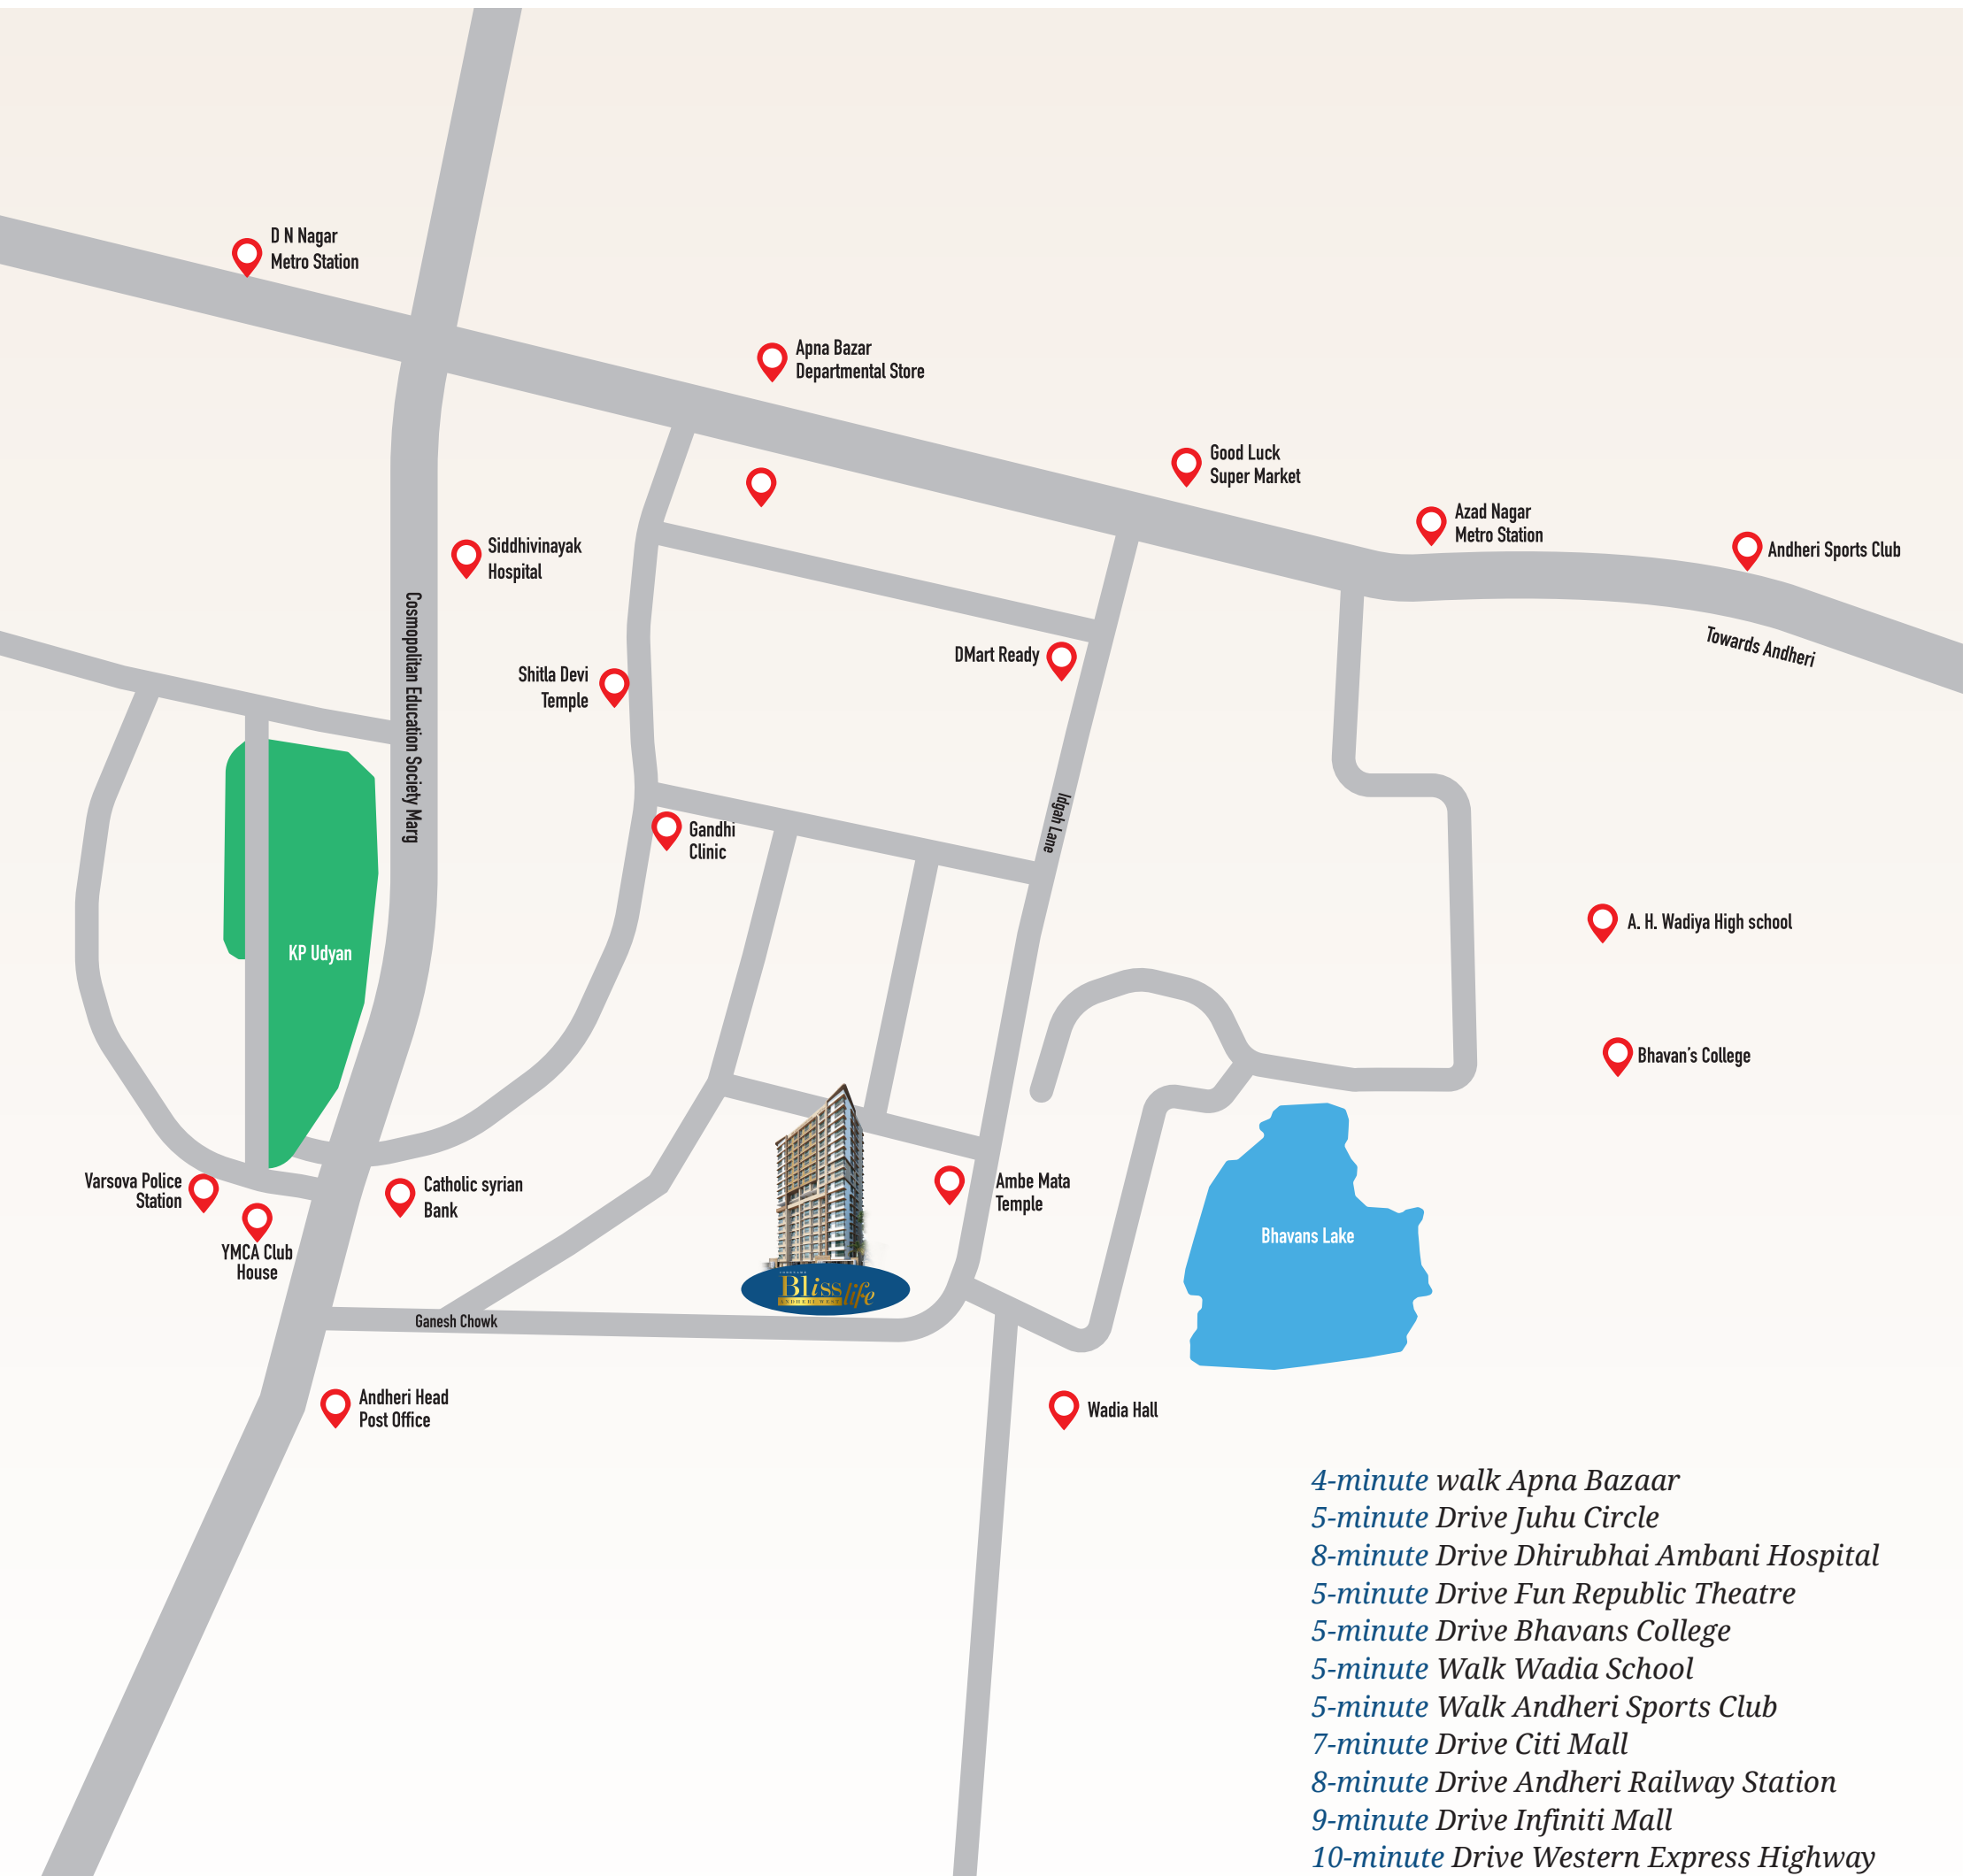 D N Nagar
Metro Station
Apna Bazar
Departmental Store
Good Luck
Super Market
Azad Nagar
Metro Station
Andheri Sports Club
Towards Andheri
Siddhivinayak
Hospital
Cosmopolitan Education Society Marg
Shitla Devi
Temple
DMart Ready
Idgah Lane
Gandhi
Clinic
KP Udyan
A. H. Wadiya High school
Bhavan's College
Varsova Police
Station
YMCA Club
House
Catholic syrian
Bank
Ambe Mata
Temple
Bhavans Lake
Bliss life
ANDHERI WEST
Ganesh Chowk
Andheri Head
Post Office
Wadia Hall
4-minute walk Apna Bazaar
5-minute Drive Juhu Circle
8-minute Drive Dhirubhai Ambani Hospital
5-minute Drive Fun Republic Theatre
5-minute Drive Bhavans College
5-minute Walk Wadia School
5-minute Walk Andheri Sports Club
7-minute Drive Citi Mall
8-minute Drive Andheri Railway Station
9-minute Drive Infiniti Mall
10-minute Drive Western Express Highway